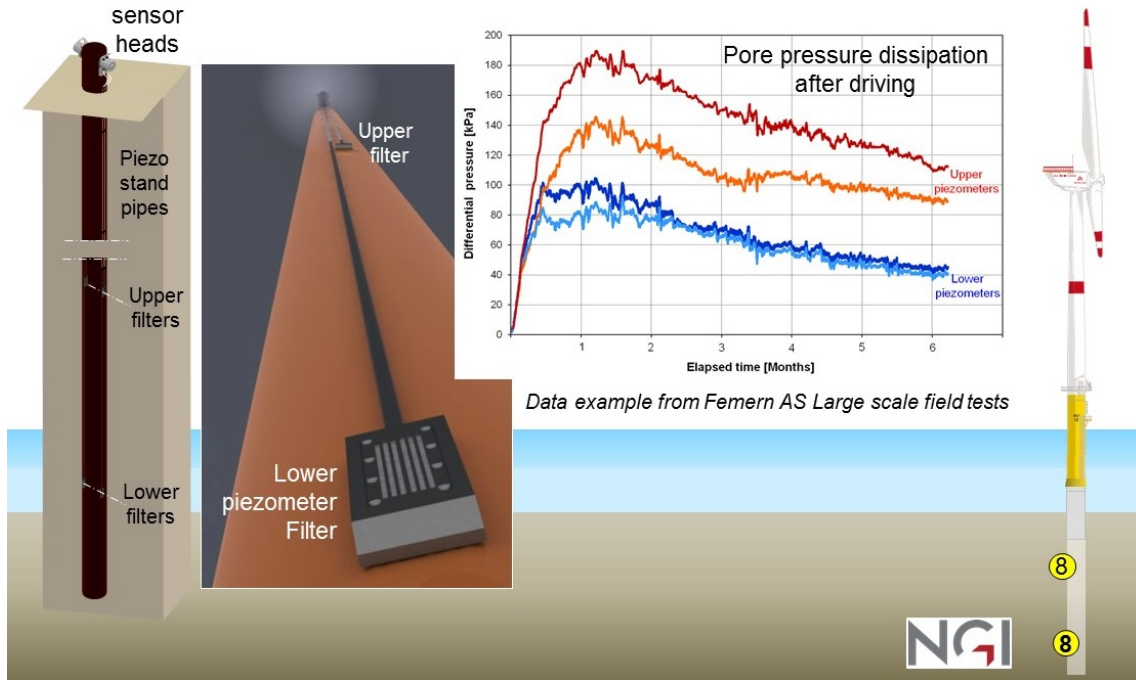 sensor
heads
Piezo
stand
pipes
Upper
filters
Lower
filters
Upper
filter
Lower
piezometer
Filter
Pore pressure dissipation
after driving
Differential pressure [kPa]
200
180
160
140
120
100
80
60
40
20
0
1
2
3
4
5
6
Elapsed time [Months]
Upper
piezometers
Lower
piezometers
Data example from Femern AS Large scale field tests
8
8
NGI